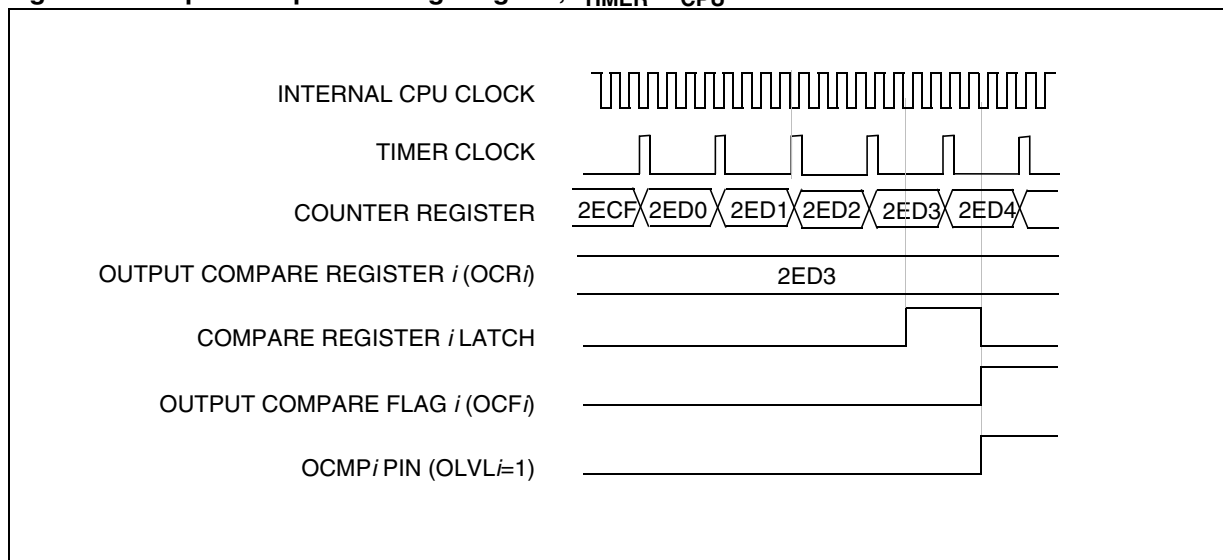 INTERNAL CPU CLOCK
TIMER CLOCK
COUNTER REGISTER 2ECF 2ED0 2ED1 2ED2 2ED3 2ED4
OUTPUT COMPARE REGISTER i (OCRi) 2ED3
COMPARE REGISTER i LATCH
OUTPUT COMPARE FLAG i (OCFi)
OCMPi PIN (OLVLi=1)